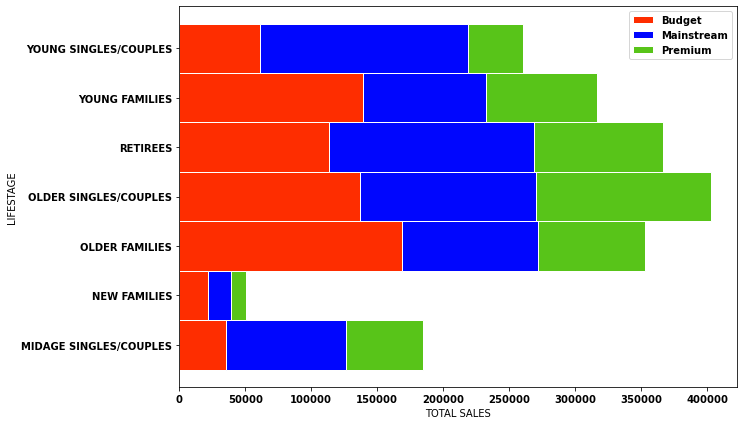 Budget
Mainstream
Premium
YOUNG SINGLES/COUPLES
YOUNG FAMILIES
RETIREES
OLDER SINGLES/COUPLES
OLDER FAMILIES
NEW FAMILIES
MIDAGE SINGLES/COUPLES
LIFESTAGE
0 50000 100000 150000 200000 250000 300000 350000 400000
TOTAL SALES